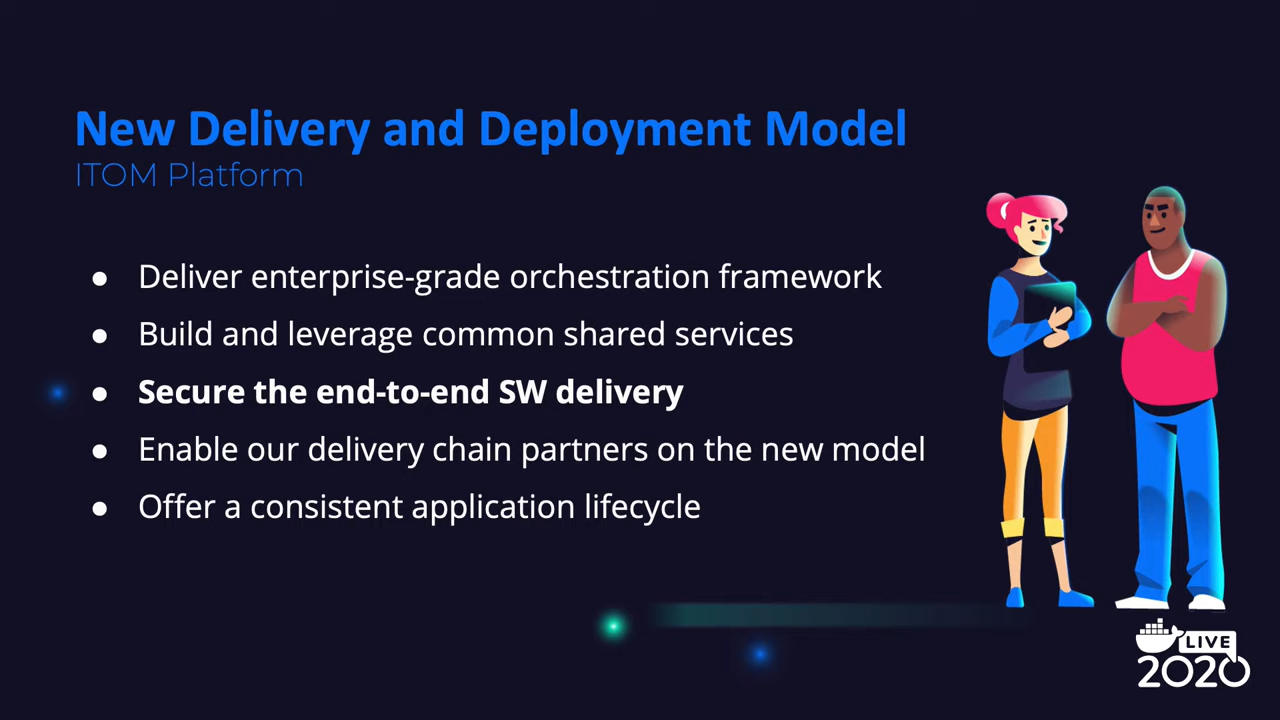 New Delivery and Deployment Model
ITOM Platform
● Deliver enterprise-grade orchestration framework
● Build and leverage common shared services
● Secure the end-to-end SW delivery
● Enable our delivery chain partners on the new model
● Offer a consistent application lifecycle
LIVE
2020